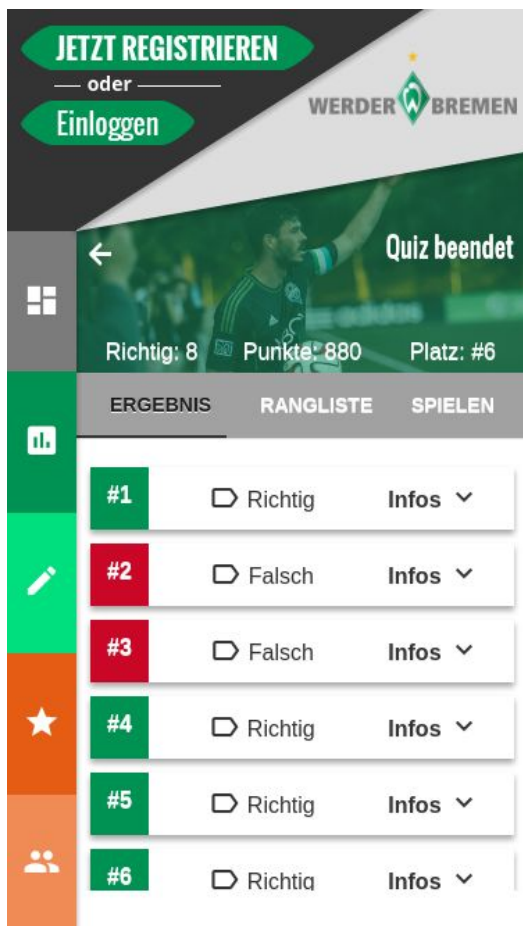 JETZT REGISTRIEREN
oder
Einloggen
WERDER BREMEN
Quiz beendet
Richtig: 8 Punkte: 880 Platz: #6
ERGEBNIS RANGLISTE SPIELEN
#1 Richtig Infos
#2 Falsch Infos
#3 Falsch Infos
#4 Richtig Infos
#5 Richtig Infos
#6 Richtig Infos